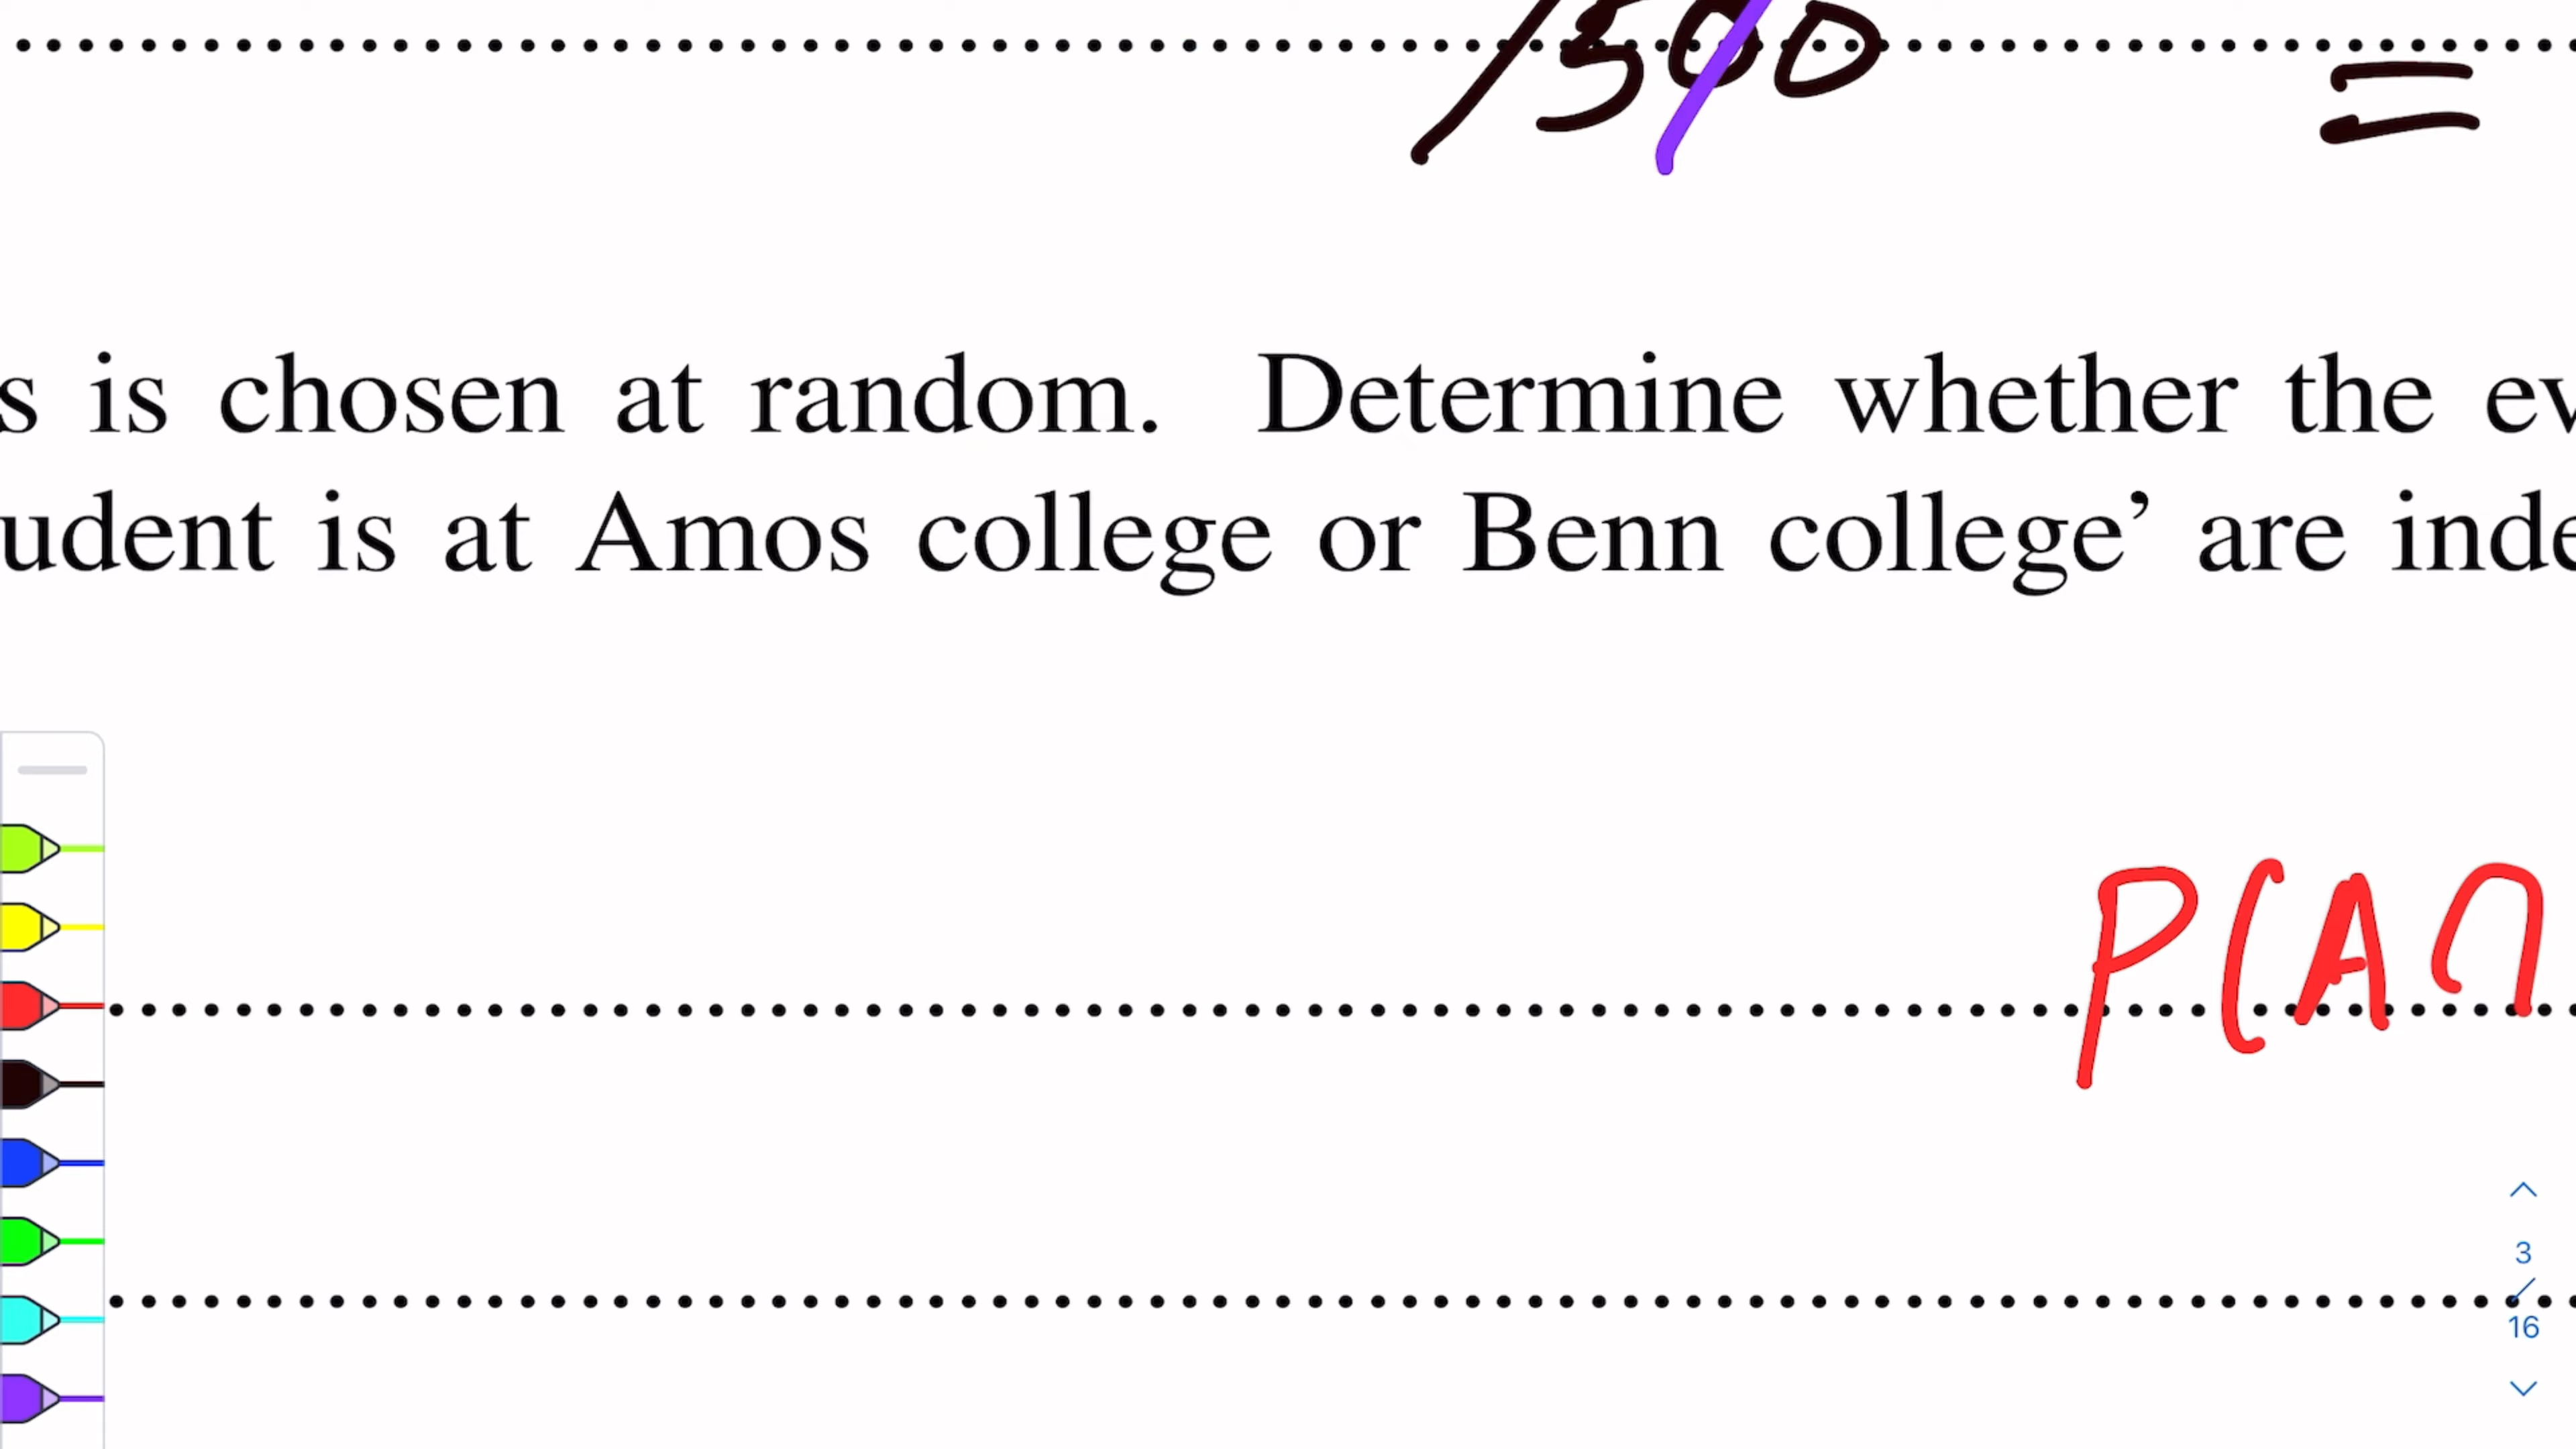 /500
=
s is chosen at random. Determine whether the ev
udent is at Amos college or Benn college’ are inde
P(A∩
3
/
16